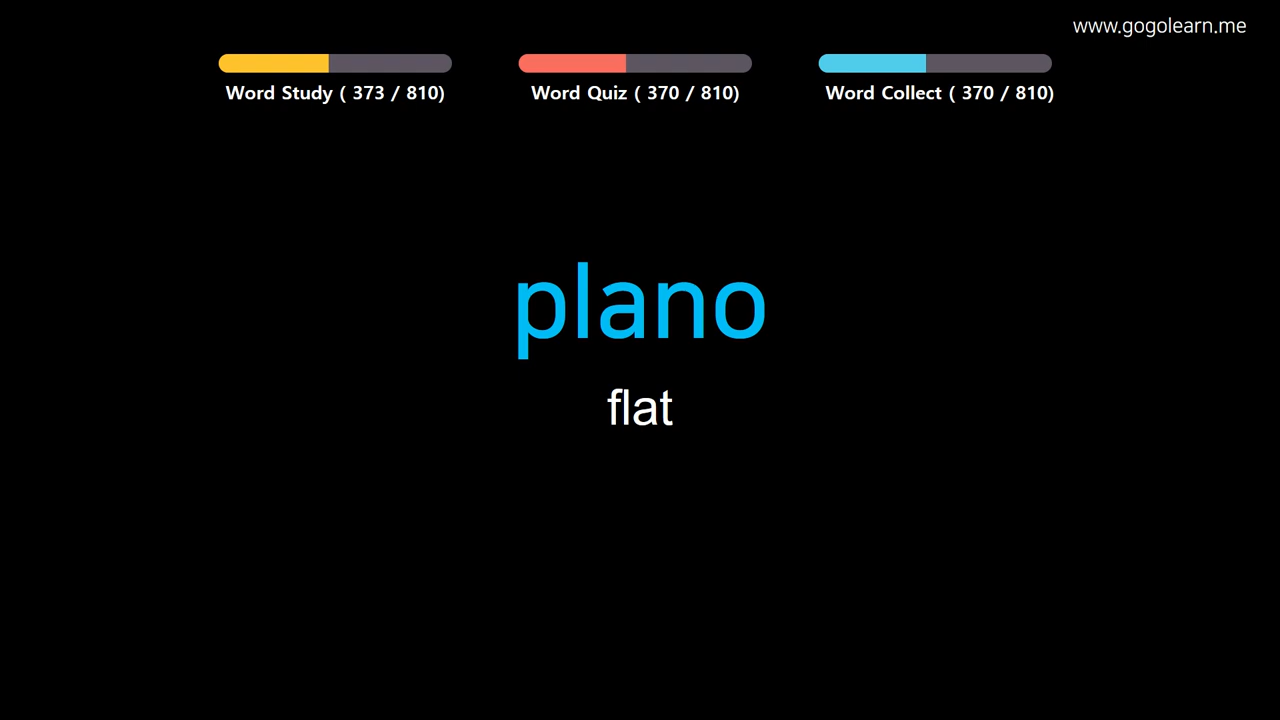 www.gogolearn.me
Word Study ( 373 / 810)
Word Quiz ( 370 / 810)
Word Collect ( 370 / 810)
plano
flat